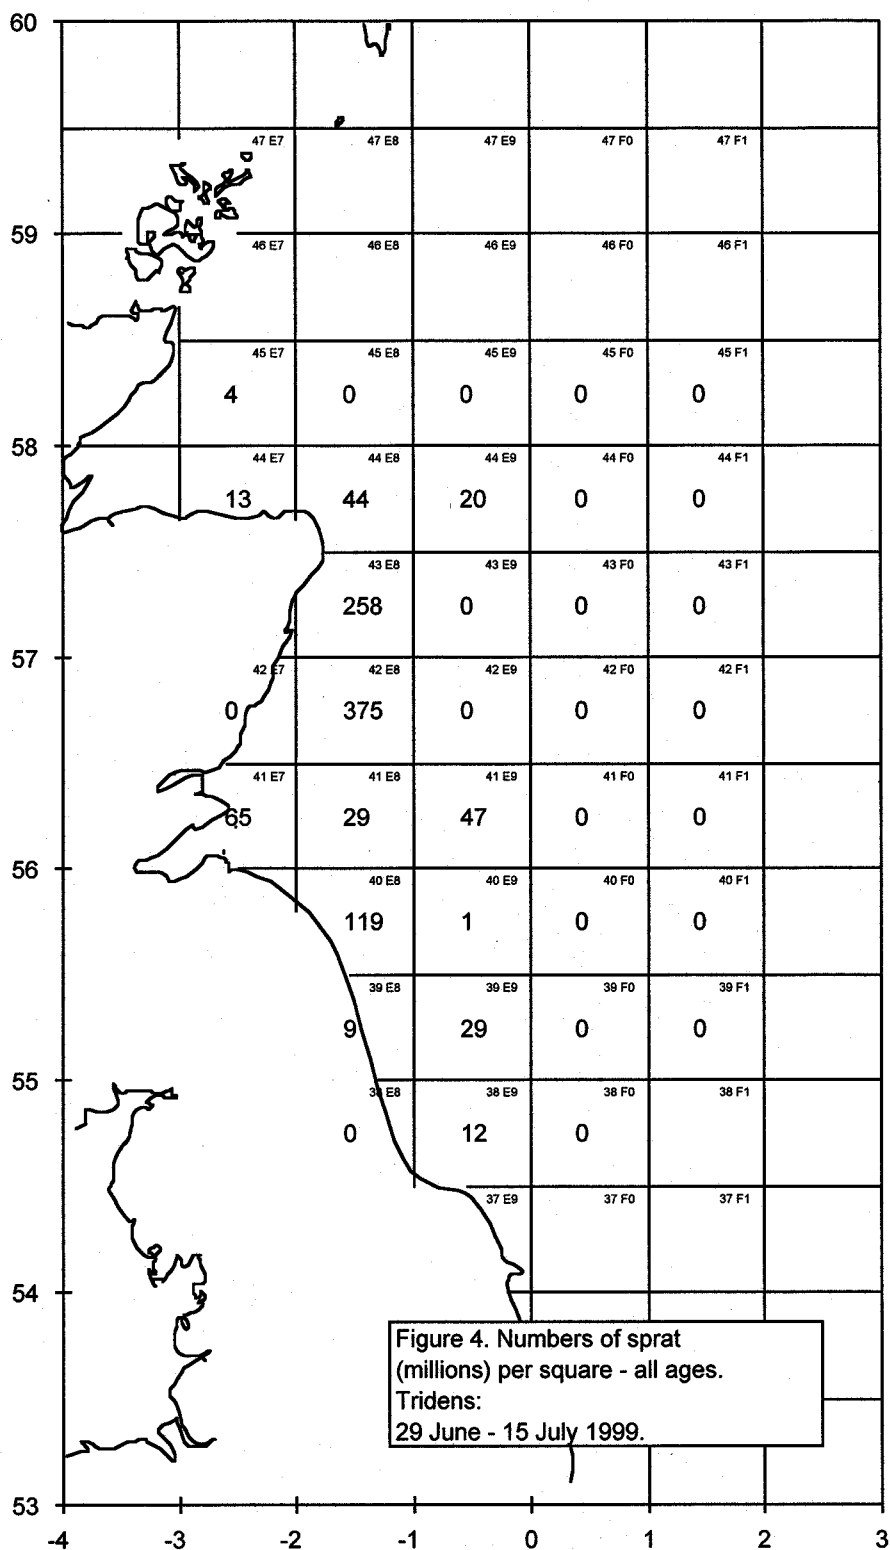 60
47 E7 47 E8 47 E9 47 F0 47 F1
59
46 E7 46 E8 46 E9 46 F0 46 F1
45 E7 45 E8 45 E9 45 F0 45 F1
4 0 0 0 0
58
44 E7 44 E8 44 E9 44 F0 44 F1
13 44 20 0 0
43 E8 43 E9 43 F0 43 F1
258 0 0 0
57
42 E7 42 E8 42 E9 42 F0 42 F1
0 375 0 0 0
41 E7 41 E8 41 E9 41 F0 41 F1
65 29 47 0 0
56
40 E8 40 E9 40 F0 40 F1
119 1 0 0
39 E8 39 E9 39 F0 39 F1
9 29 0 0
55
38 E8 38 E9 38 F0 38 F1
0 12 0
37 E9 37 F0 37 F1
54
Figure 4. Numbers of sprat
(millions) per square - all ages.
Tridens:
29 June - 15 July 1999.
53
-4 -3 -2 -1 0 1 2 3